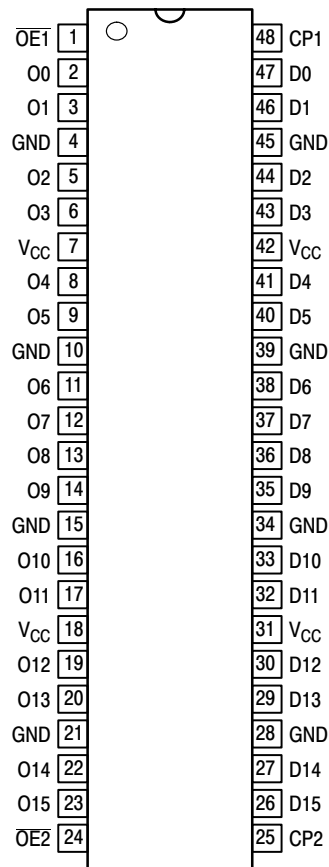 O̅E̅1̅ 1 48 CP1
O0 2 47 D0
O1 3 46 D1
GND 4 45 GND
O2 5 44 D2
O3 6 43 D3
VCC 7 42 VCC
O4 8 41 D4
O5 9 40 D5
GND 10 39 GND
O6 11 38 D6
O7 12 37 D7
O8 13 36 D8
O9 14 35 D9
GND 15 34 GND
O10 16 33 D10
O11 17 32 D11
VCC 18 31 VCC
O12 19 30 D12
O13 20 29 D13
GND 21 28 GND
O14 22 27 D14
O15 23 26 D15
O̅E̅2̅ 24 25 CP2